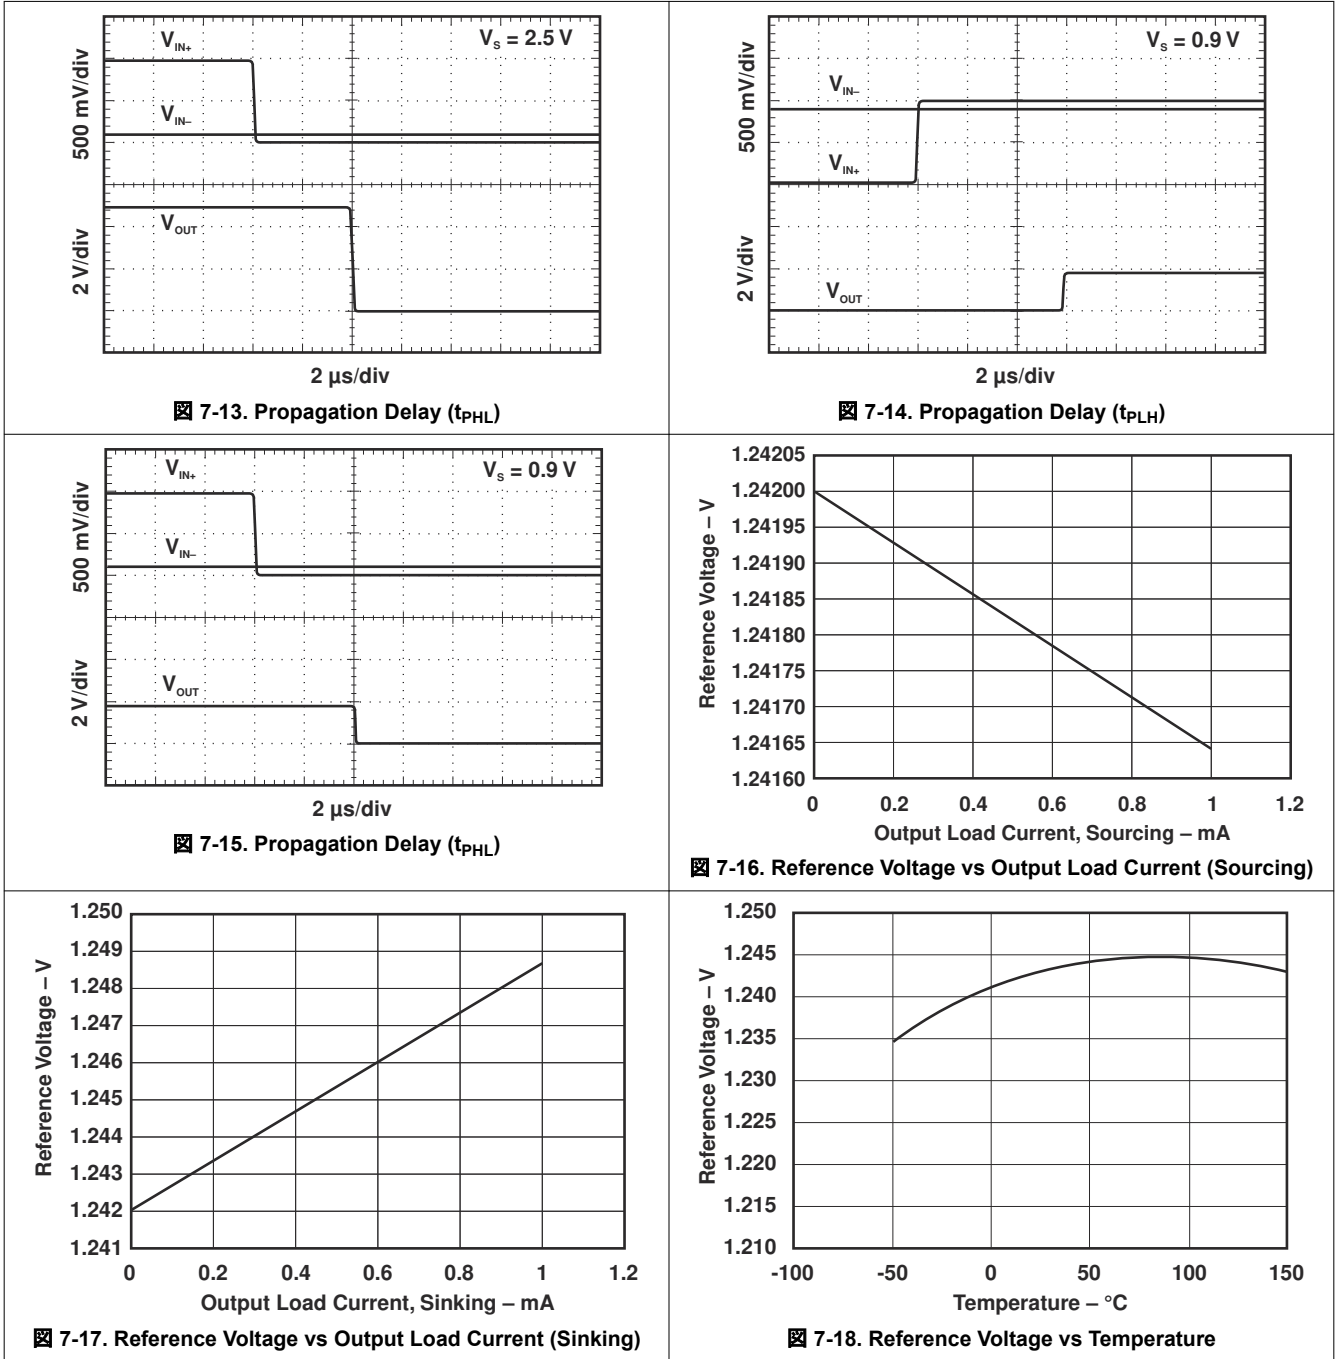 V_IN+
V_S = 2.5 V
V_IN–
500 mV/div
V_OUT
2 V/div
2 µs/div
図 7-13. Propagation Delay (t_PHL)
V_S = 0.9 V
V_IN–
500 mV/div
V_IN+
V_OUT
2 V/div
2 µs/div
図 7-14. Propagation Delay (t_PLH)
V_IN+
V_S = 0.9 V
V_IN–
500 mV/div
V_OUT
2 V/div
2 µs/div
図 7-15. Propagation Delay (t_PHL)
Reference Voltage – V
1.24205
1.24200
1.24195
1.24190
1.24185
1.24180
1.24175
1.24170
1.24165
1.24160
0 0.2 0.4 0.6 0.8 1 1.2
Output Load Current, Sourcing – mA
図 7-16. Reference Voltage vs Output Load Current (Sourcing)
Reference Voltage – V
1.250
1.249
1.248
1.247
1.246
1.245
1.244
1.243
1.242
1.241
0 0.2 0.4 0.6 0.8 1 1.2
Output Load Current, Sinking – mA
図 7-17. Reference Voltage vs Output Load Current (Sinking)
Reference Voltage – V
1.250
1.245
1.240
1.235
1.230
1.225
1.220
1.215
1.210
-100 -50 0 50 100 150
Temperature – °C
図 7-18. Reference Voltage vs Temperature